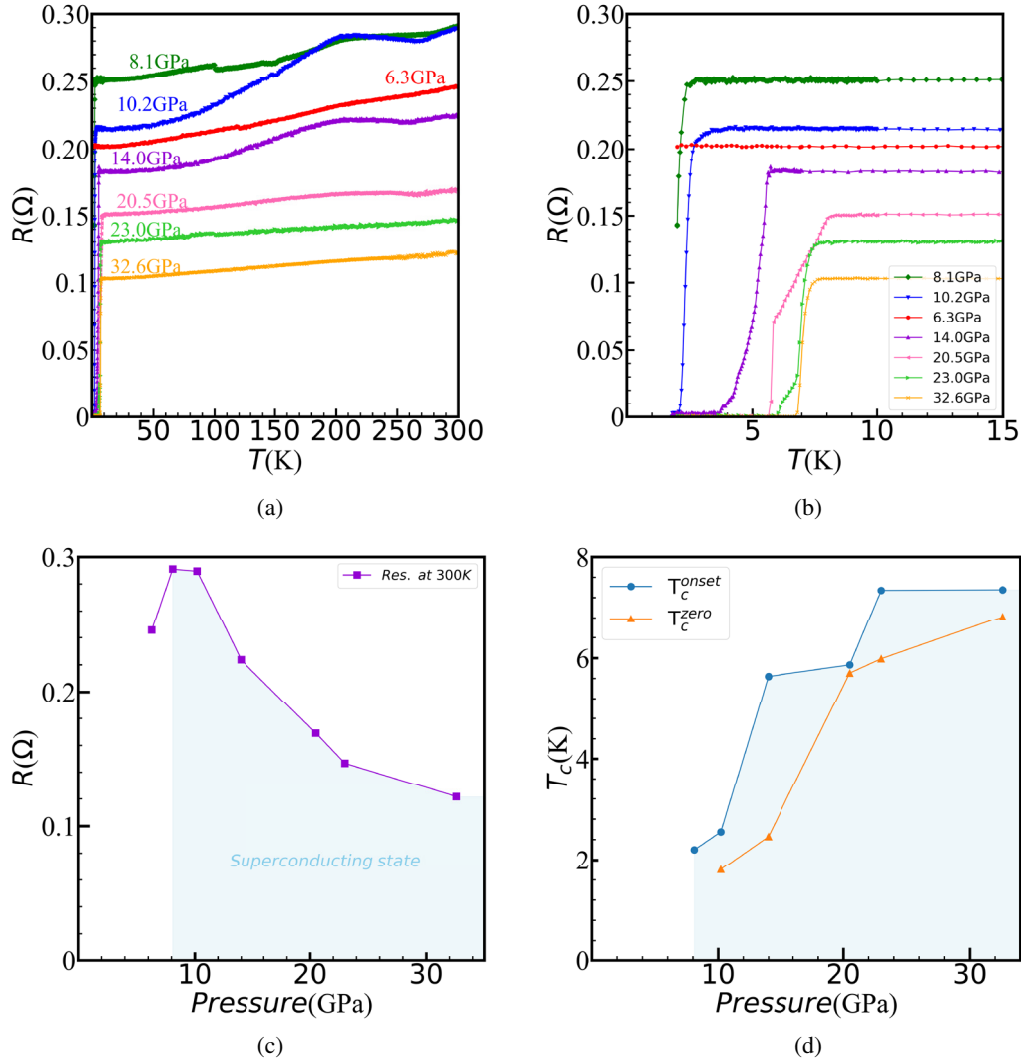 0.30
0.25
0.20
0.15
0.1
0.05
0
R(Ω)
8.1GPa
6.3GPa
10.2GPa
14.0GPa
20.5GPa
23.0GPa
32.6GPa
50 100 150 200 250 300
T(K)
(a)
0.30
0.25
0.20
0.15
0.1
0.05
0
R(Ω)
8.1GPa
10.2GPa
6.3GPa
14.0GPa
20.5GPa
23.0GPa
32.6GPa
5 10 15
T(K)
(b)
0.3
0.2
0.1
0
R(Ω)
Res. at 300K
Superconducting state
10 20 30
Pressure(GPa)
(c)
8
6
4
2
0
T_c(K)
T_c^onset
T_c^zero
10 20 30
Pressure(GPa)
(d)